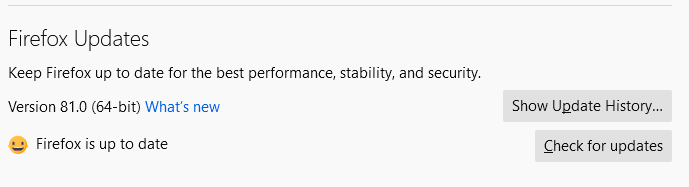 Firefox Updates
Keep Firefox up to date for the best performance, stability, and security.
Version 81.0 (64-bit) What's new
Show Update History...
Firefox is up to date
Check for updates